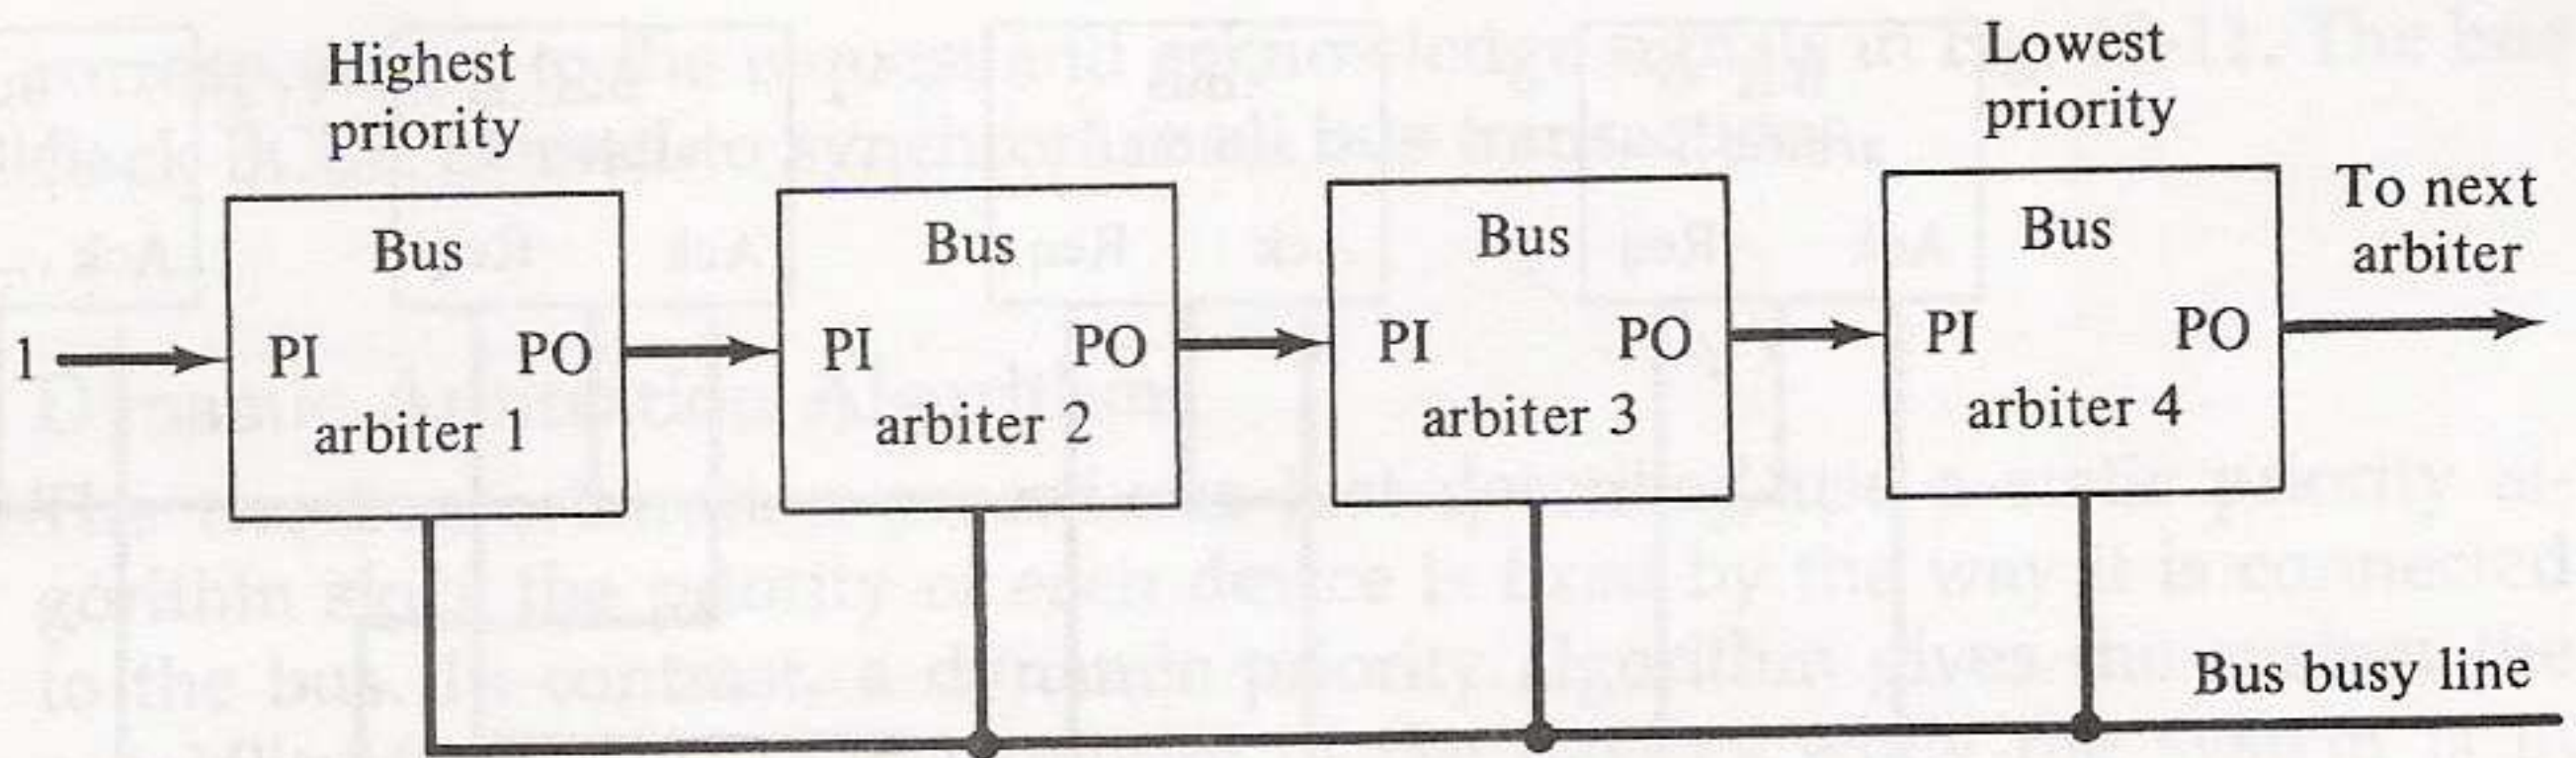 Highest
priority
Lowest
priority
To next
arbiter
1
Bus
PI PO
arbiter 1
Bus
PI PO
arbiter 2
Bus
PI PO
arbiter 3
Bus
PI PO
arbiter 4
Bus busy line